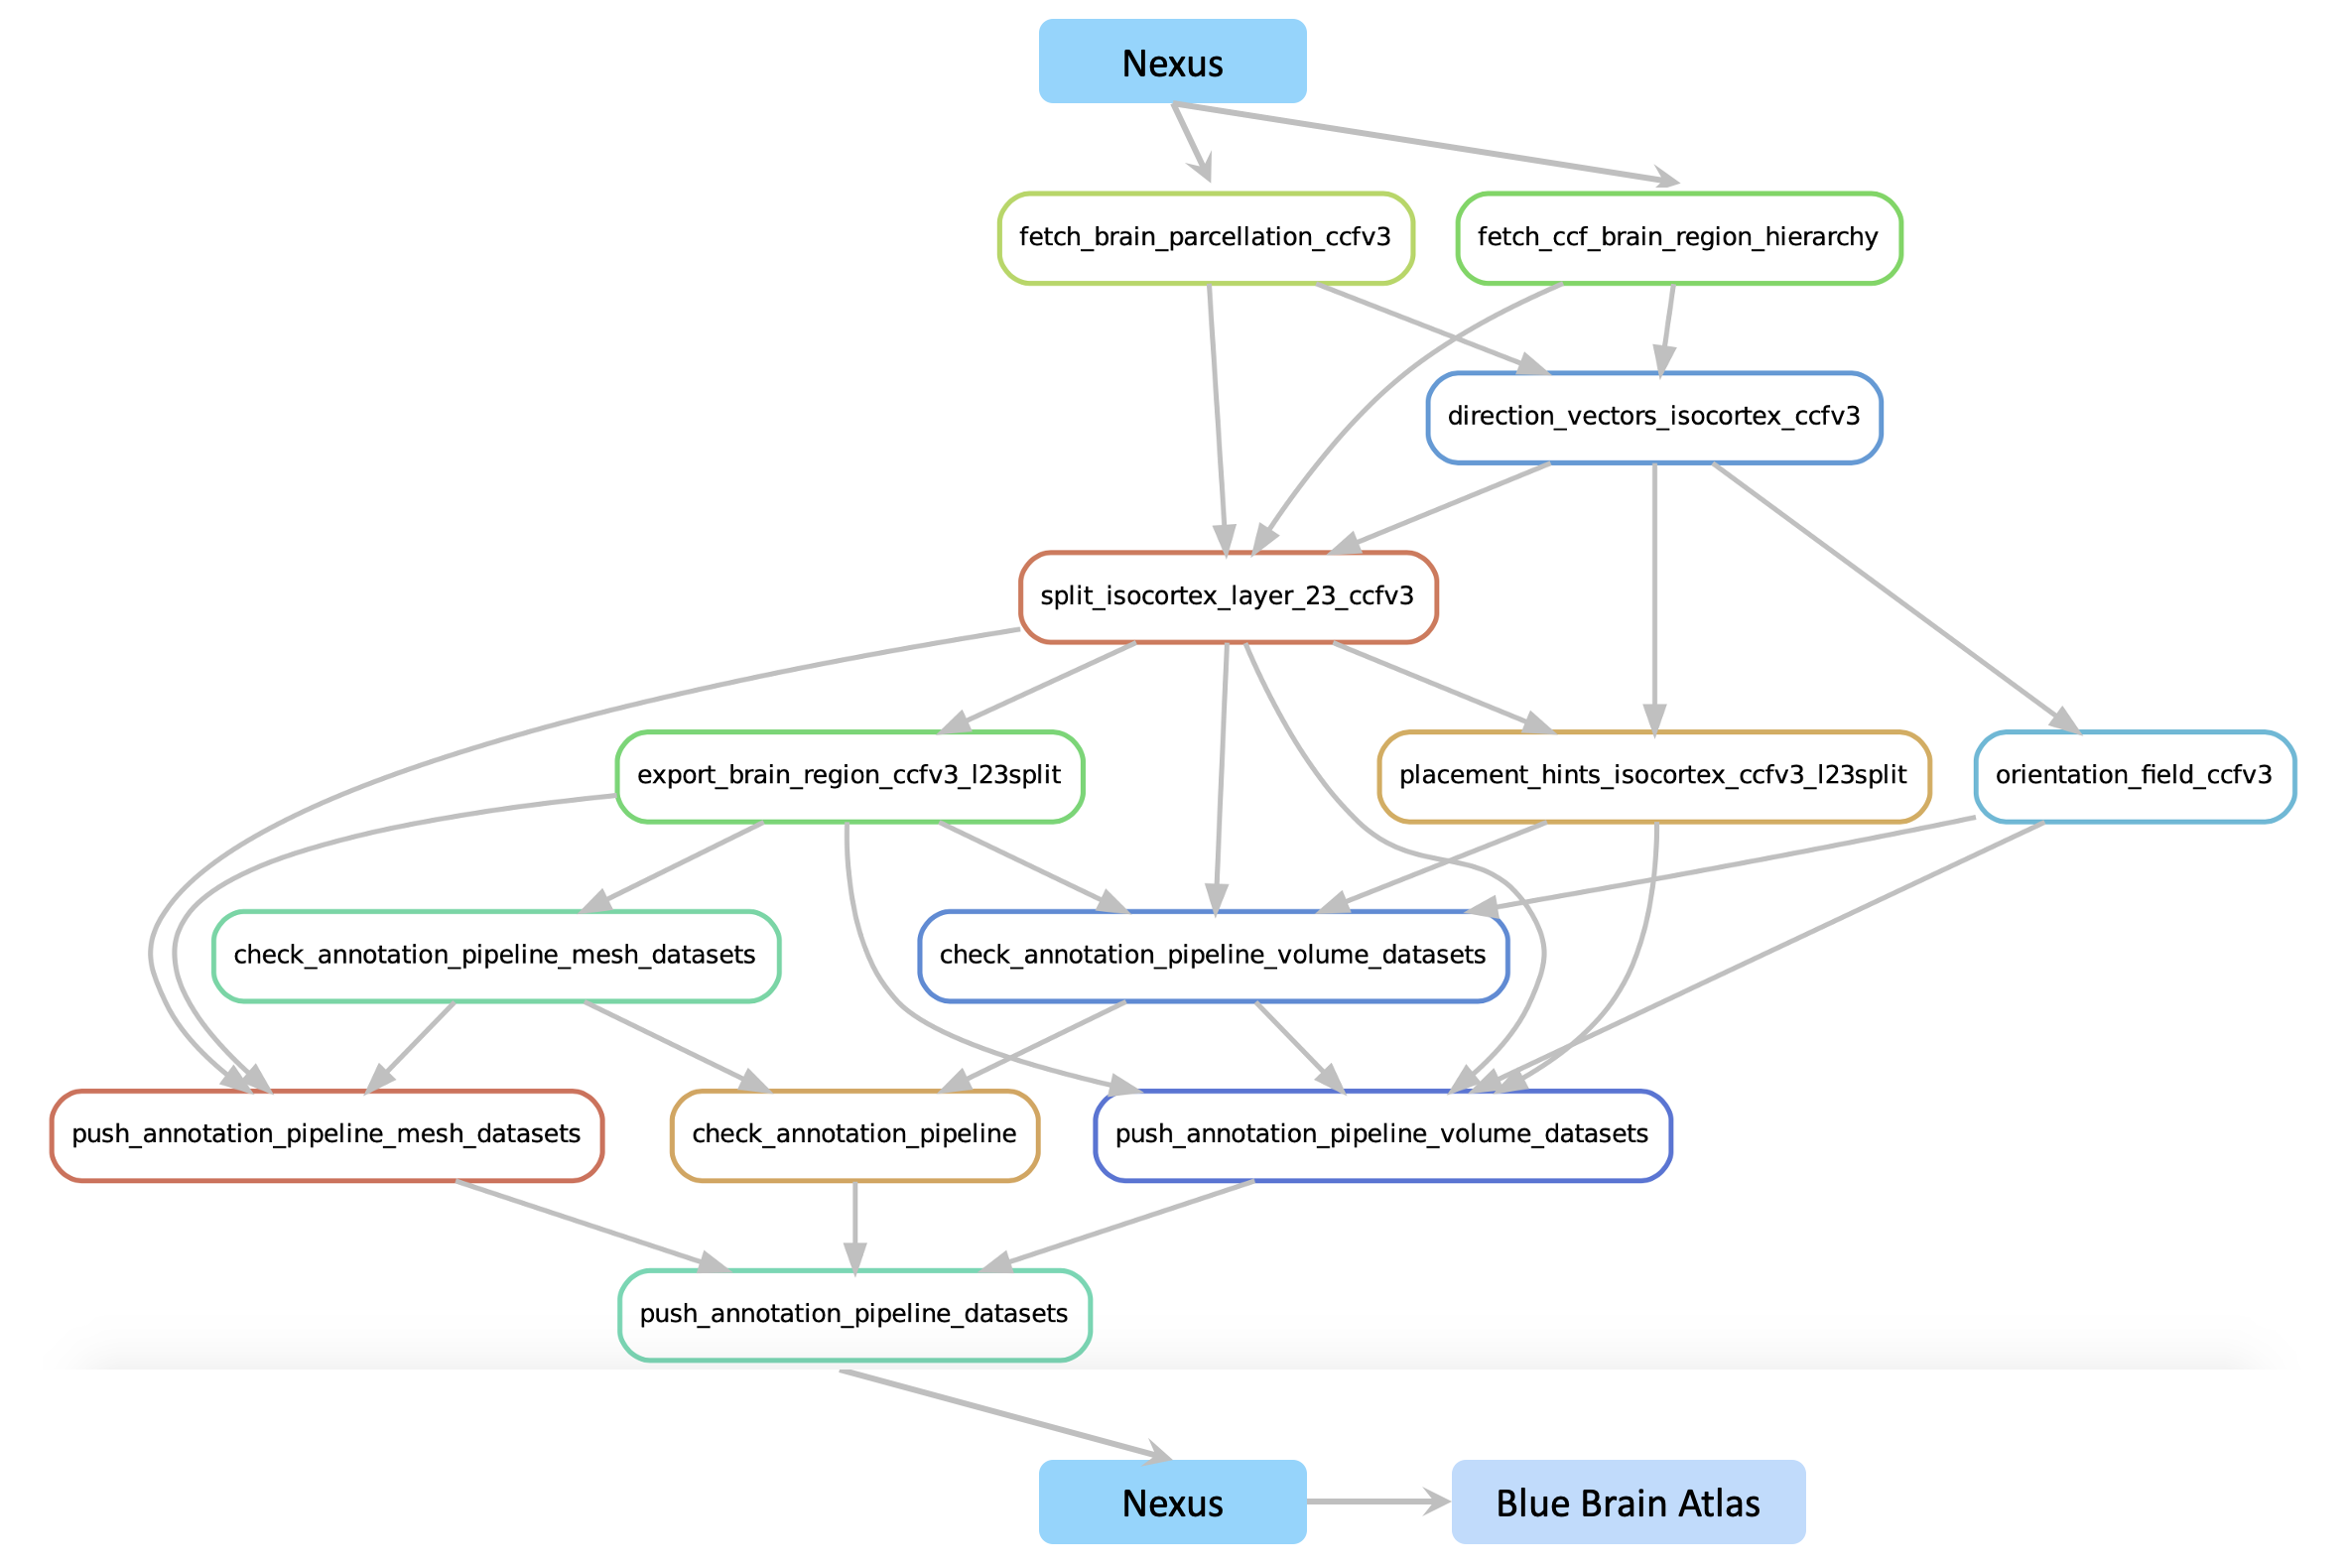 Nexus
fetch_brain_parcellation_ccfv3
fetch_ccf_brain_region_hierarchy
direction_vectors_isocortex_ccfv3
split_isocortex_layer_23_ccfv3
export_brain_region_ccfv3_l23split
placement_hints_isocortex_ccfv3_l23split
orientation_field_ccfv3
check_annotation_pipeline_mesh_datasets
check_annotation_pipeline_volume_datasets
push_annotation_pipeline_mesh_datasets
check_annotation_pipeline
push_annotation_pipeline_volume_datasets
push_annotation_pipeline_datasets
Nexus
Blue Brain Atlas